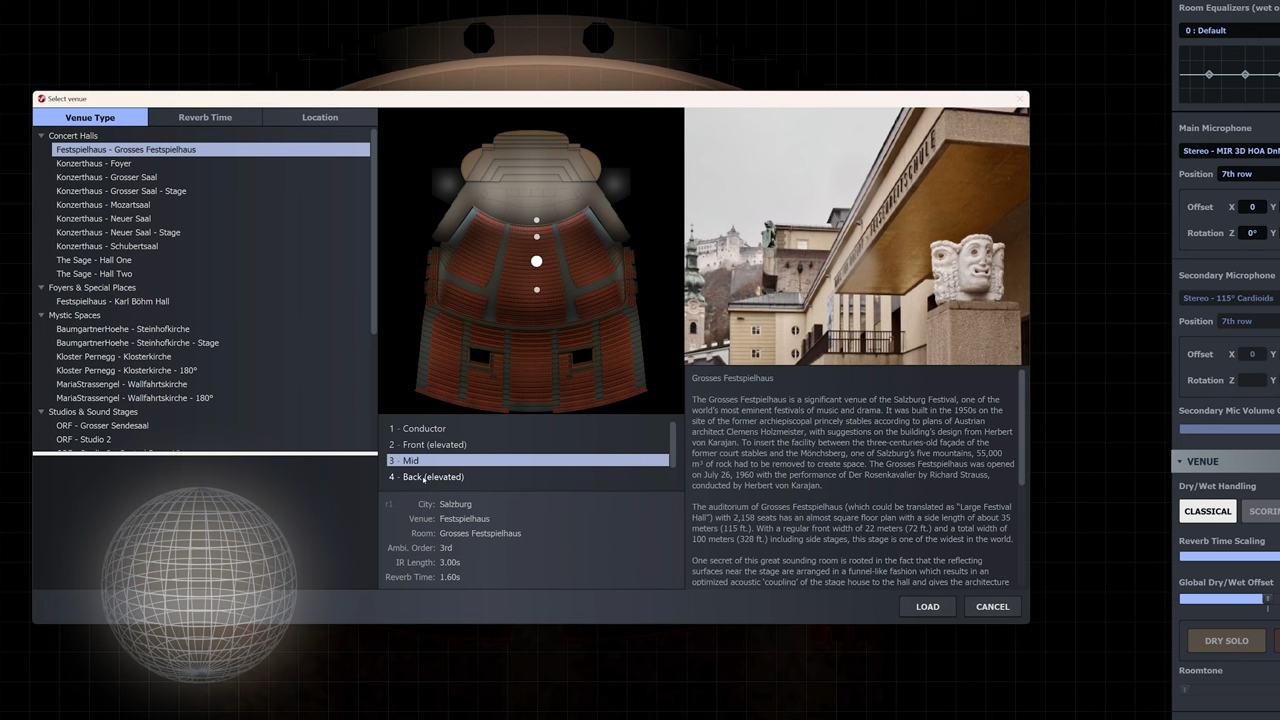 Select venue
Venue Type
Reverb Time
Location
Concert Halls
Festspielhaus - Grosses Festspielhaus
Konzerthaus - Foyer
Konzerthaus - Grosser Saal
Konzerthaus - Grosser Saal - Stage
Konzerthaus - Mozartsaal
Konzerthaus - Neuer Saal
Konzerthaus - Neuer Saal - Stage
Konzerthaus - Schubertsaal
The Sage - Hall One
The Sage - Hall Two
Foyers & Special Places
Festspielhaus - Karl Böhm Hall
Mystic Spaces
BaumgartnerHoehe - Steinhofkirche
BaumgartnerHoehe - Steinhofkirche - Stage
Kloster Pernegg - Klosterkirche
Kloster Pernegg - Klosterkirche - 180°
MariaStrassengel - Wallfahrtskirche
MariaStrassengel - Wallfahrtskirche - 180°
Studios & Sound Stages
ORF - Grosser Sendesaal
ORF - Studio 2
1 - Conductor
2 - Front (elevated)
3 - Mid
4 - Back (elevated)
r1
City: Salzburg
Venue: Festspielhaus
Room: Grosses Festspielhaus
Ambi. Order: 3rd
IR Length: 3.00s
Reverb Time: 1.60s
Grosses Festspielhaus
The Grosses Festpielhaus is a significant venue of the Salzburg Festival, one of the
world's most eminent festivals of music and drama. It was built in the 1950s on the
site of the former archiepiscopal princely stables according to plans of Austrian
architect Clemens Holzmeister, with suggestions on the building's design from Herbert
von Karajan. To insert the facility between the three-centuries-old façade of the
former court stables and the Mönchsberg, one of Salzburg's five mountains, 55,000
m³ of rock had to be removed to create space. The Grosses Festspielhaus was opened
on July 26, 1960 with the performance of Der Rosenkavalier by Richard Strauss,
conducted by Herbert von Karajan.
The auditorium of Grosses Festspielhaus (which could be translated as "Large Festival
Hall") with 2,158 seats has an almost square floor plan with a side length of about 35
meters (115 ft.) With a regular front width of 22 meters (72 ft.) and a total width of
100 meters (328 ft.) including side stages, this stage is one of the widest in the world.
One secret of this great sounding room is rooted in the fact that the reflecting
surfaces near the stage are arranged in a funnel-like fashion which results in an
optimized acoustic 'coupling' of the stage house to the hall and gives the architecture
LOAD
CANCEL
Room Equalizers (wet o
0 : Default
Main Microphone
Stereo - MIR 3D HOA Dn
Position 7th row
Offset X 0 Y
Rotation Z 0° Y
Secondary Microphone
Stereo - 115° Cardioids
Position 7th row
Offset X 0 Y
Rotation Z Y
Secondary Mic Volume
VENUE
Dry/Wet Handling
CLASSICAL
SCORIN
Reverb Time Scaling
Global Dry/Wet Offset
DRY SOLO
Roomtone